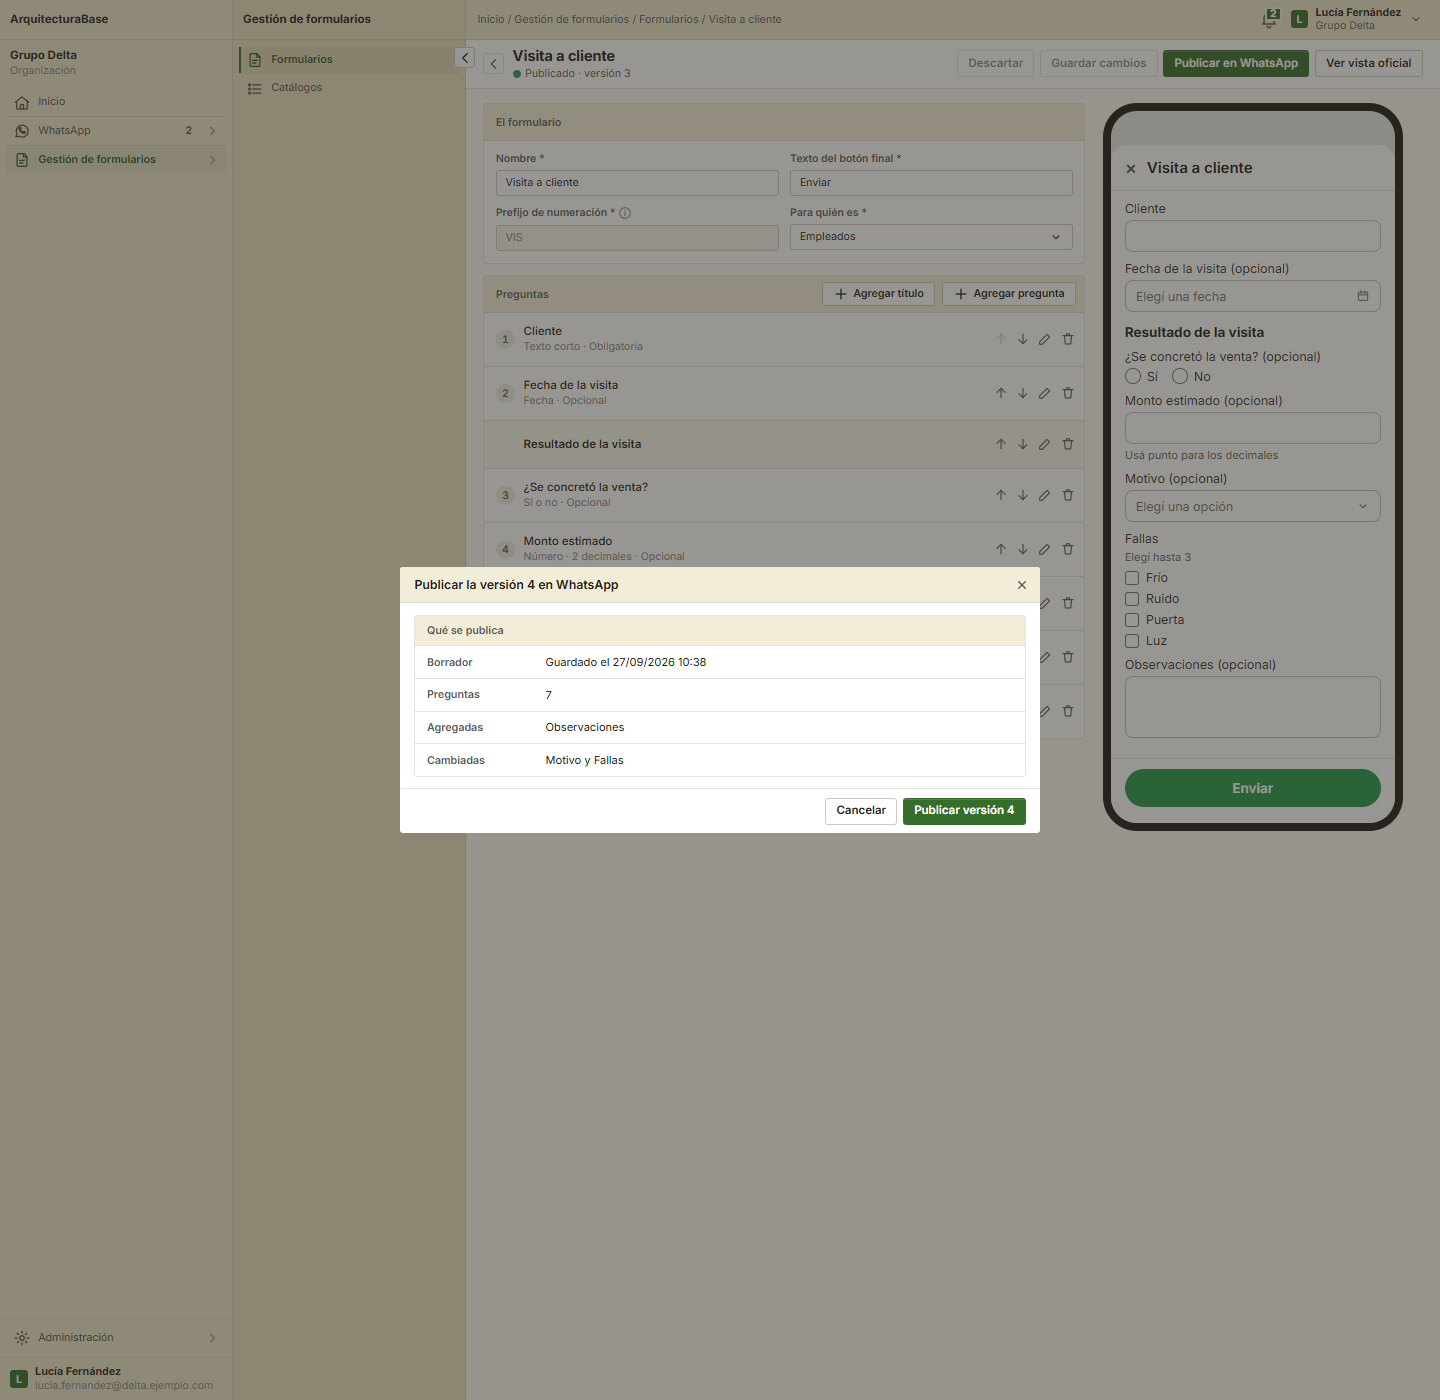 ArquitecturaBase
Grupo Delta
Organización
Inicio
WhatsApp 2
Gestión de formularios
Administración
L
Lucía Fernández
lucia.fernandez@delta.ejemplo.com
Gestión de formularios
Formularios
Catálogos
Inicio / Gestión de formularios / Formularios / Visita a cliente
2
L
Lucía Fernández
Grupo Delta
Visita a cliente
Publicado · versión 3
Descartar
Guardar cambios
Publicar en WhatsApp
Ver vista oficial
El formulario
Nombre *
Visita a cliente
Texto del botón final *
Enviar
Prefijo de numeración *
VIS
Para quién es *
Empleados
Preguntas
Agregar título
Agregar pregunta
1
Cliente
Texto corto · Obligatoria
2
Fecha de la visita
Fecha · Opcional
Resultado de la visita
3
¿Se concretó la venta?
Sí o no · Opcional
4
Monto estimado
Número · 2 decimales · Opcional
Publicar la versión 4 en WhatsApp
Qué se publica
Borrador Guardado el 27/09/2026 10:38
Preguntas 7
Agregadas Observaciones
Cambiadas Motivo y Fallas
Cancelar
Publicar versión 4
Visita a cliente
Cliente
Fecha de la visita (opcional)
Elegí una fecha
Resultado de la visita
¿Se concretó la venta? (opcional)
Sí No
Monto estimado (opcional)
Usá punto para los decimales
Motivo (opcional)
Elegí una opción
Fallas
Elegí hasta 3
Frío
Ruido
Puerta
Luz
Observaciones (opcional)
Enviar